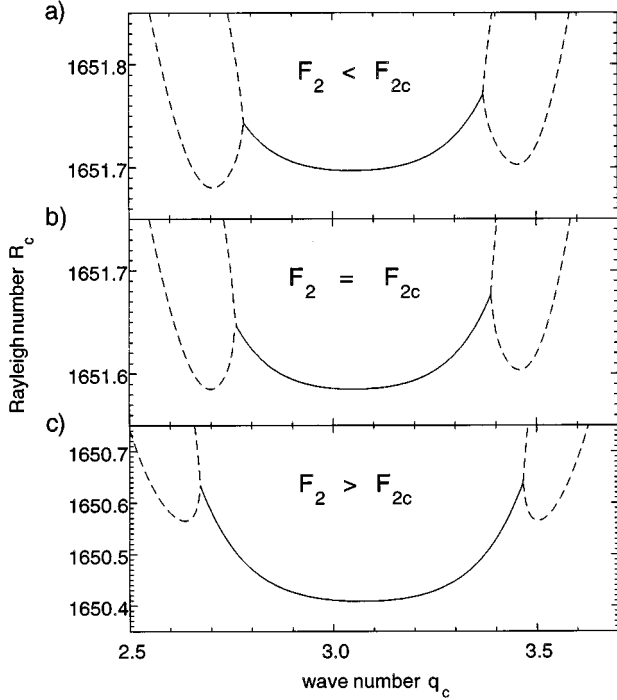 a)
1651.8
F2 < F2c
1651.7
b)
1651.7
F2 = F2c
1651.6
Rayleigh number Rc
c)
1650.7
F2 > F2c
1650.6
1650.5
1650.4
2.5 3.0 3.5
wave number qc